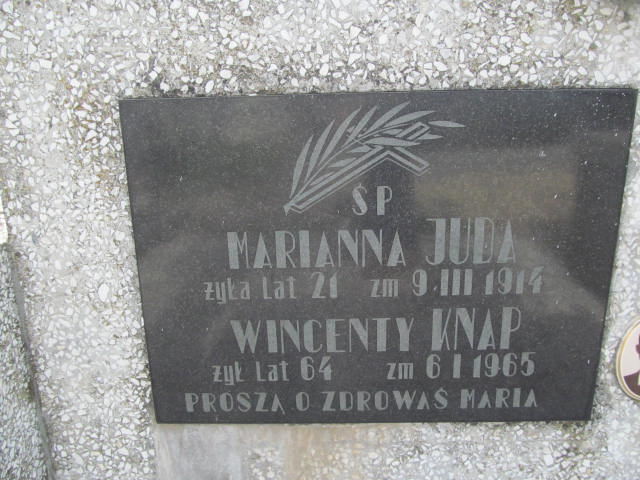 ŚP
MARIANNA JUDA
żyła lat 21 zm 9 III 1914
WINCENTY KNAP
żył lat 64 zm 6 I 1965
PROSZĄ O ZDROWAŚ MARIA